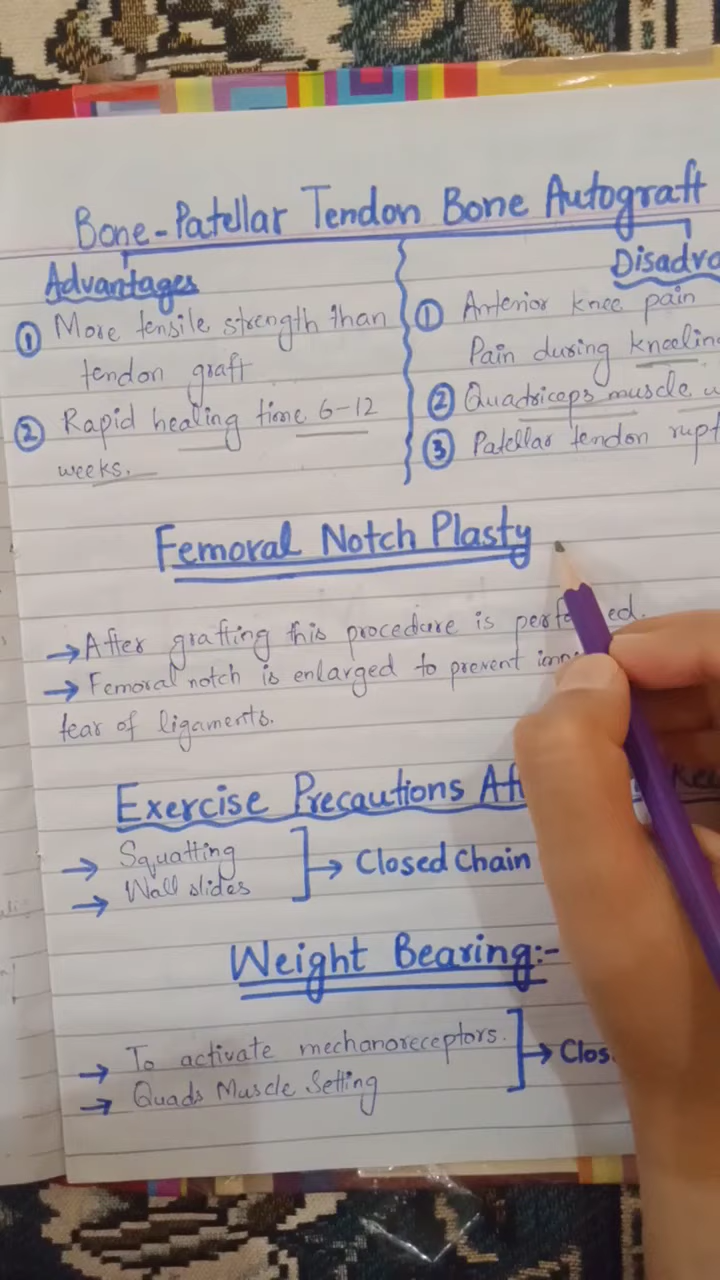 Bone-Patellar Tendon Bone Autograft
Advantages
① More tensile strength than
tendon graft
② Rapid healing time 6-12
weeks.
Disadva
① Anterior knee pain
Pain during kneeling
② Quadriceps muscle
③ Patellar tendon rupt
Femoral Notch Plasty
→ After grafting this procedure is performed.
→ Femoral notch is enlarged to prevent
tear of ligaments.
Exercise Precautions Af
→ Squatting
→ Wall slides
→ Closed Chain
Weight Bearing:-
→ To activate mechanoreceptors.
→ Quads Muscle Setting
→ Clos